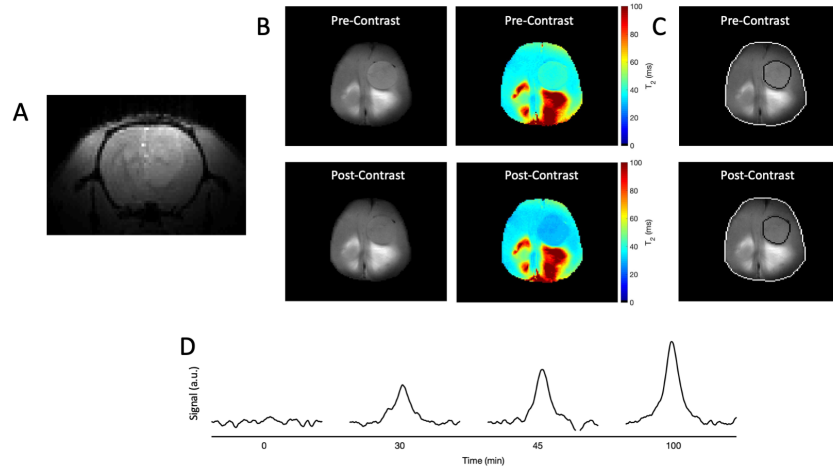 A
B
Pre-Contrast
Pre-Contrast
100
80
60
40
20
0
T2 (ms)
C
Pre-Contrast
Post-Contrast
Post-Contrast
100
80
60
40
20
0
T2 (ms)
Post-Contrast
D
Signal (a.u.)
0
30
45
100
Time (min)